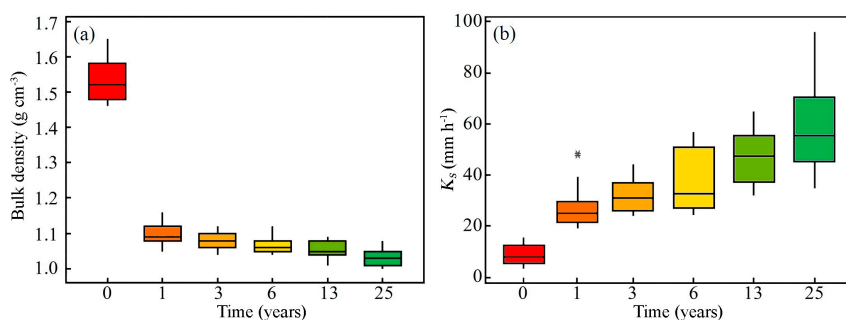 (a)
Bulk density (g cm⁻³)
1.7
1.6
1.5
1.4
1.3
1.2
1.1
1.0
0 1 3 6 13 25
Time (years)
(b)
Kₛ (mm h⁻¹)
100
80
60
40
20
0
*
0 1 3 6 13 25
Time (years)